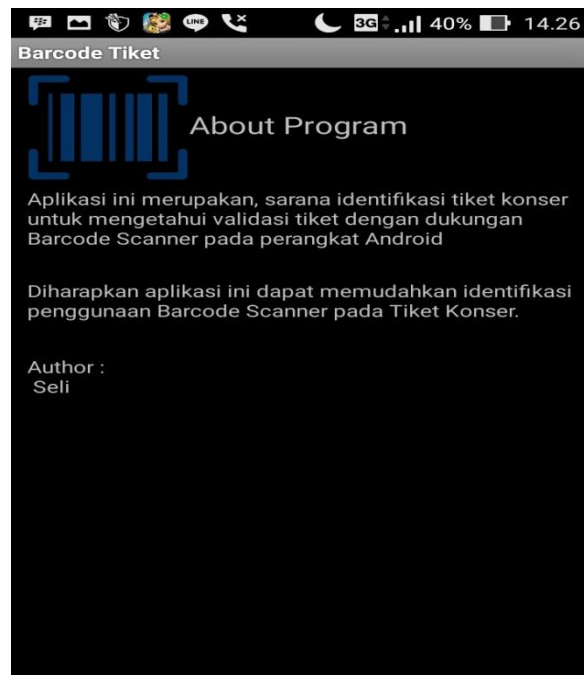 LINE
3G
40%
14.26
Barcode Tiket
About Program
Aplikasi ini merupakan, sarana identifikasi tiket konser
untuk mengetahui validasi tiket dengan dukungan
Barcode Scanner pada perangkat Android
Diharapkan aplikasi ini dapat memudahkan identifikasi
penggunaan Barcode Scanner pada Tiket Konser.
Author :
Seli